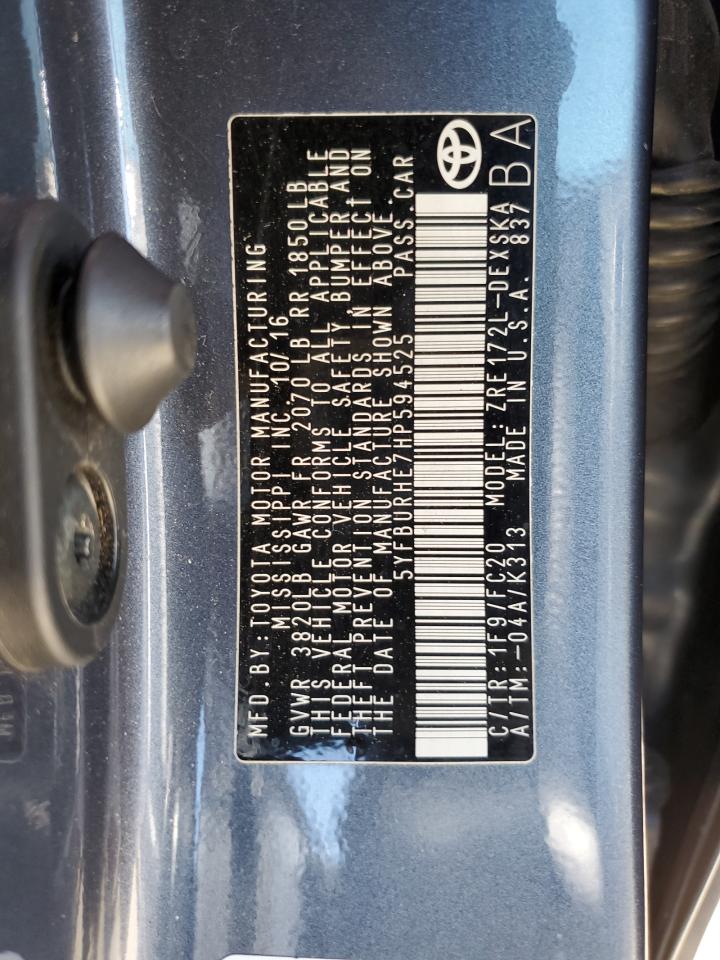 MFD. BY: TOYOTA MOTOR MANUFACTURING
MISSISSIPPI INC. 10/16
GVWR 3820LB GAWR FR 2070 LB RR 1850LB
THIS VEHICLE CONFORMS TO ALL APPLICABLE
FEDERAL MOTOR VEHICLE SAFETY, BUMPER AND
THEFT PREVENTION STANDARDS IN EFFECT ON
THE DATE OF MANUFACTURE SHOWN ABOVE.
5YFBURHE7HP594525 PASS.CAR
C/TR: 1F9/FC20 MODEL: ZRE172L-DEXSKA
A/TM: -04A/K313 MADE IN U.S.A. 837
BA